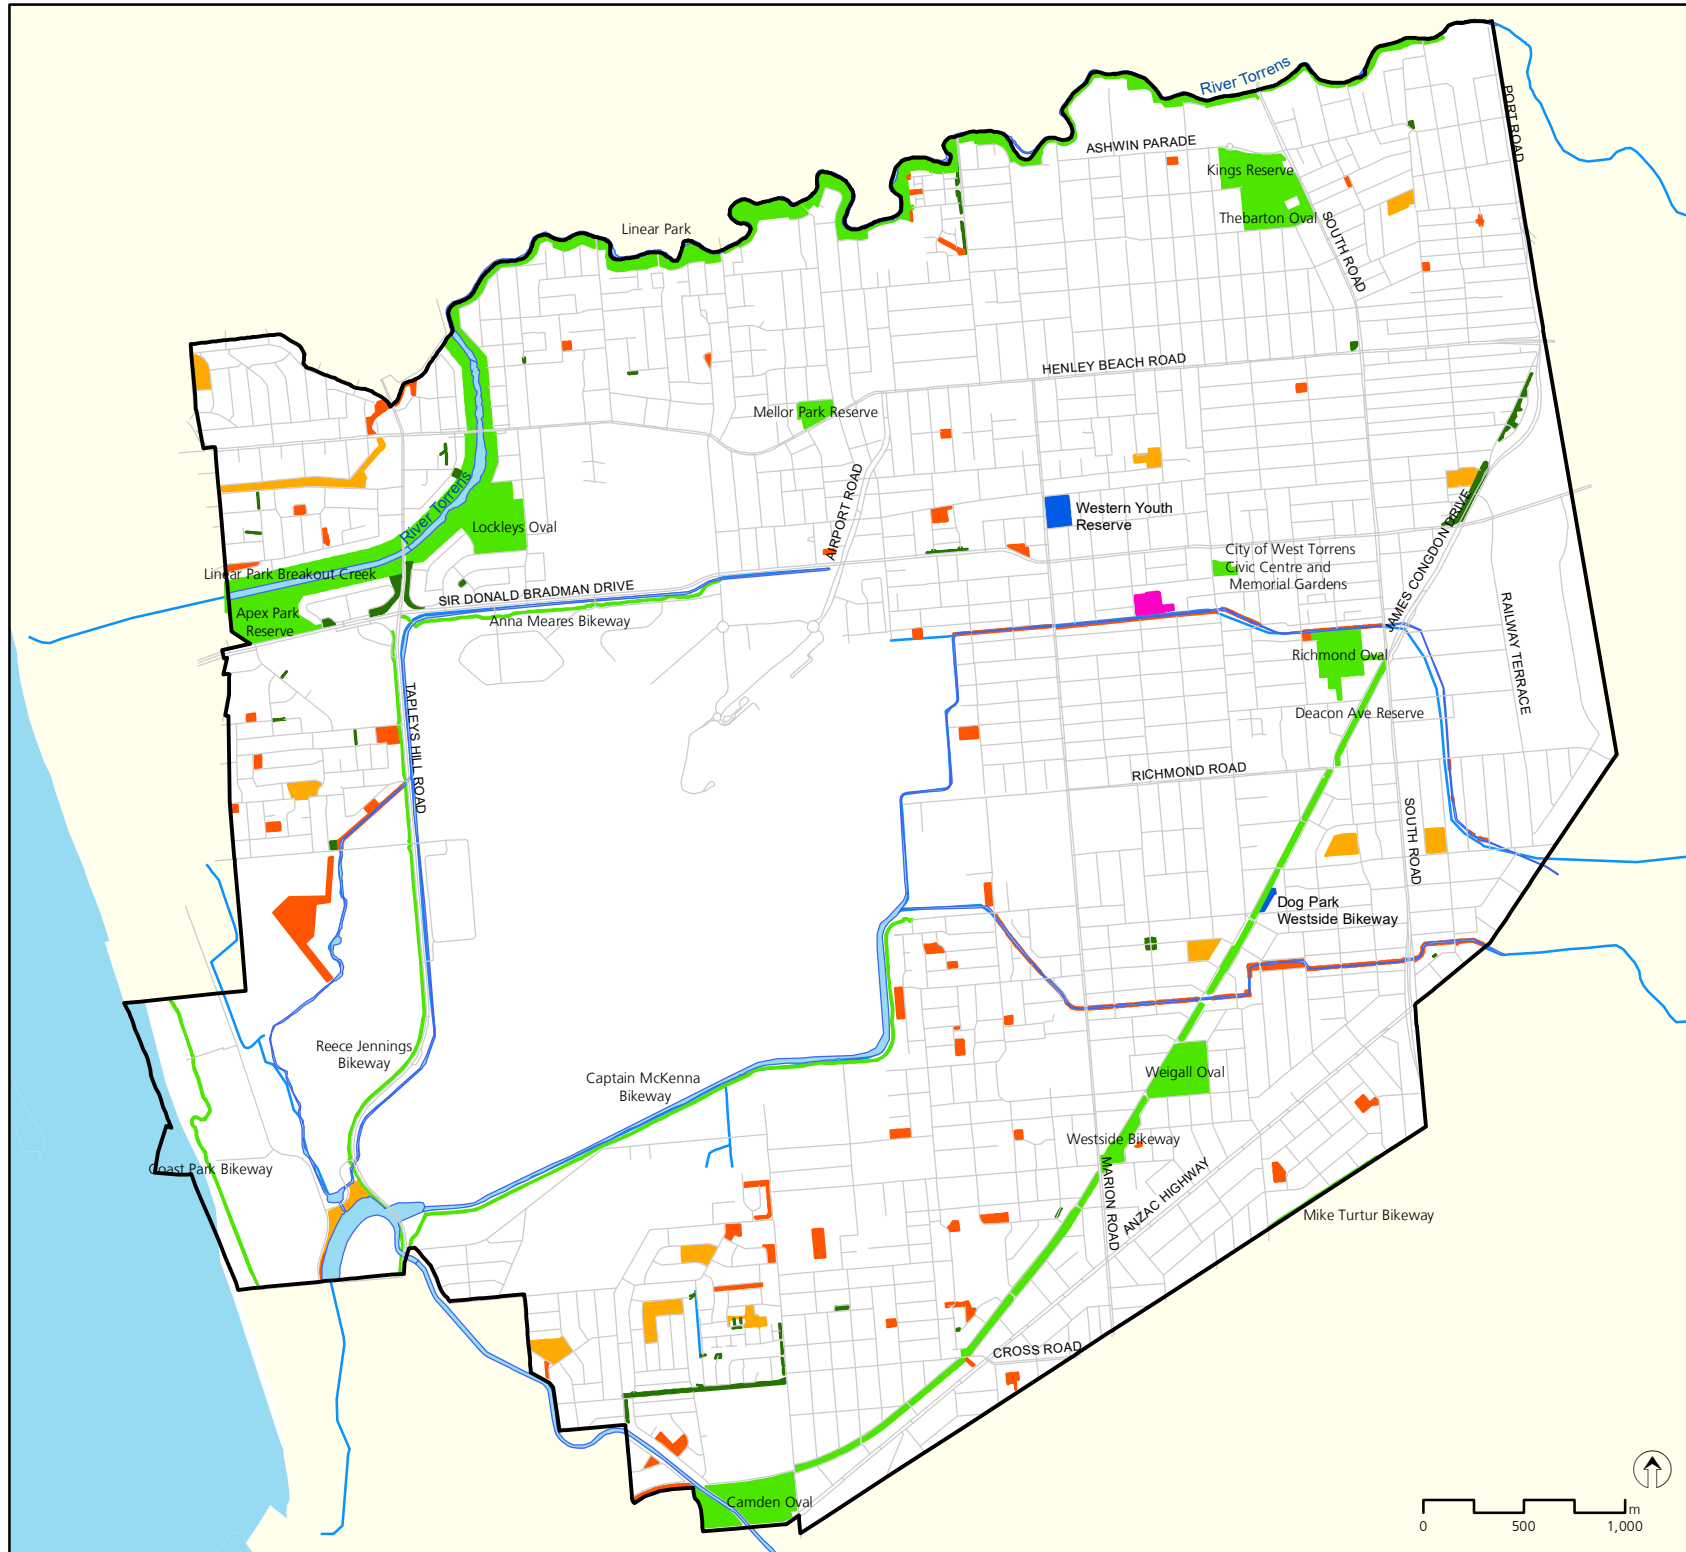 River Torrens
PORT ROAD
ASHWIN PARADE
Kings Reserve
Thebarton Oval
SOUTH ROAD
Linear Park
HENLEY BEACH ROAD
Mellor Park Reserve
AIRPORT ROAD
River Torrens
Lockleys Oval
Western Youth
Reserve
JAMES CONGDON DRIVE
City of West Torrens
Civic Centre and
Memorial Gardens
Linear Park Breakout Creek
SIR DONALD BRADMAN DRIVE
Apex Park
Reserve
Anna Meares Bikeway
RAILWAY TERRACE
Richmond Oval
Deacon Ave Reserve
TAPLEYS HILL ROAD
RICHMOND ROAD
SOUTH ROAD
Dog Park
Westside Bikeway
Reece Jennings
Bikeway
Captain McKenna
Bikeway
Weigall Oval
Westside Bikeway
Coast Park Bikeway
MARION ROAD
ANZAC HIGHWAY
Mike Turtur Bikeway
CROSS ROAD
Camden Oval
m
0 500 1,000